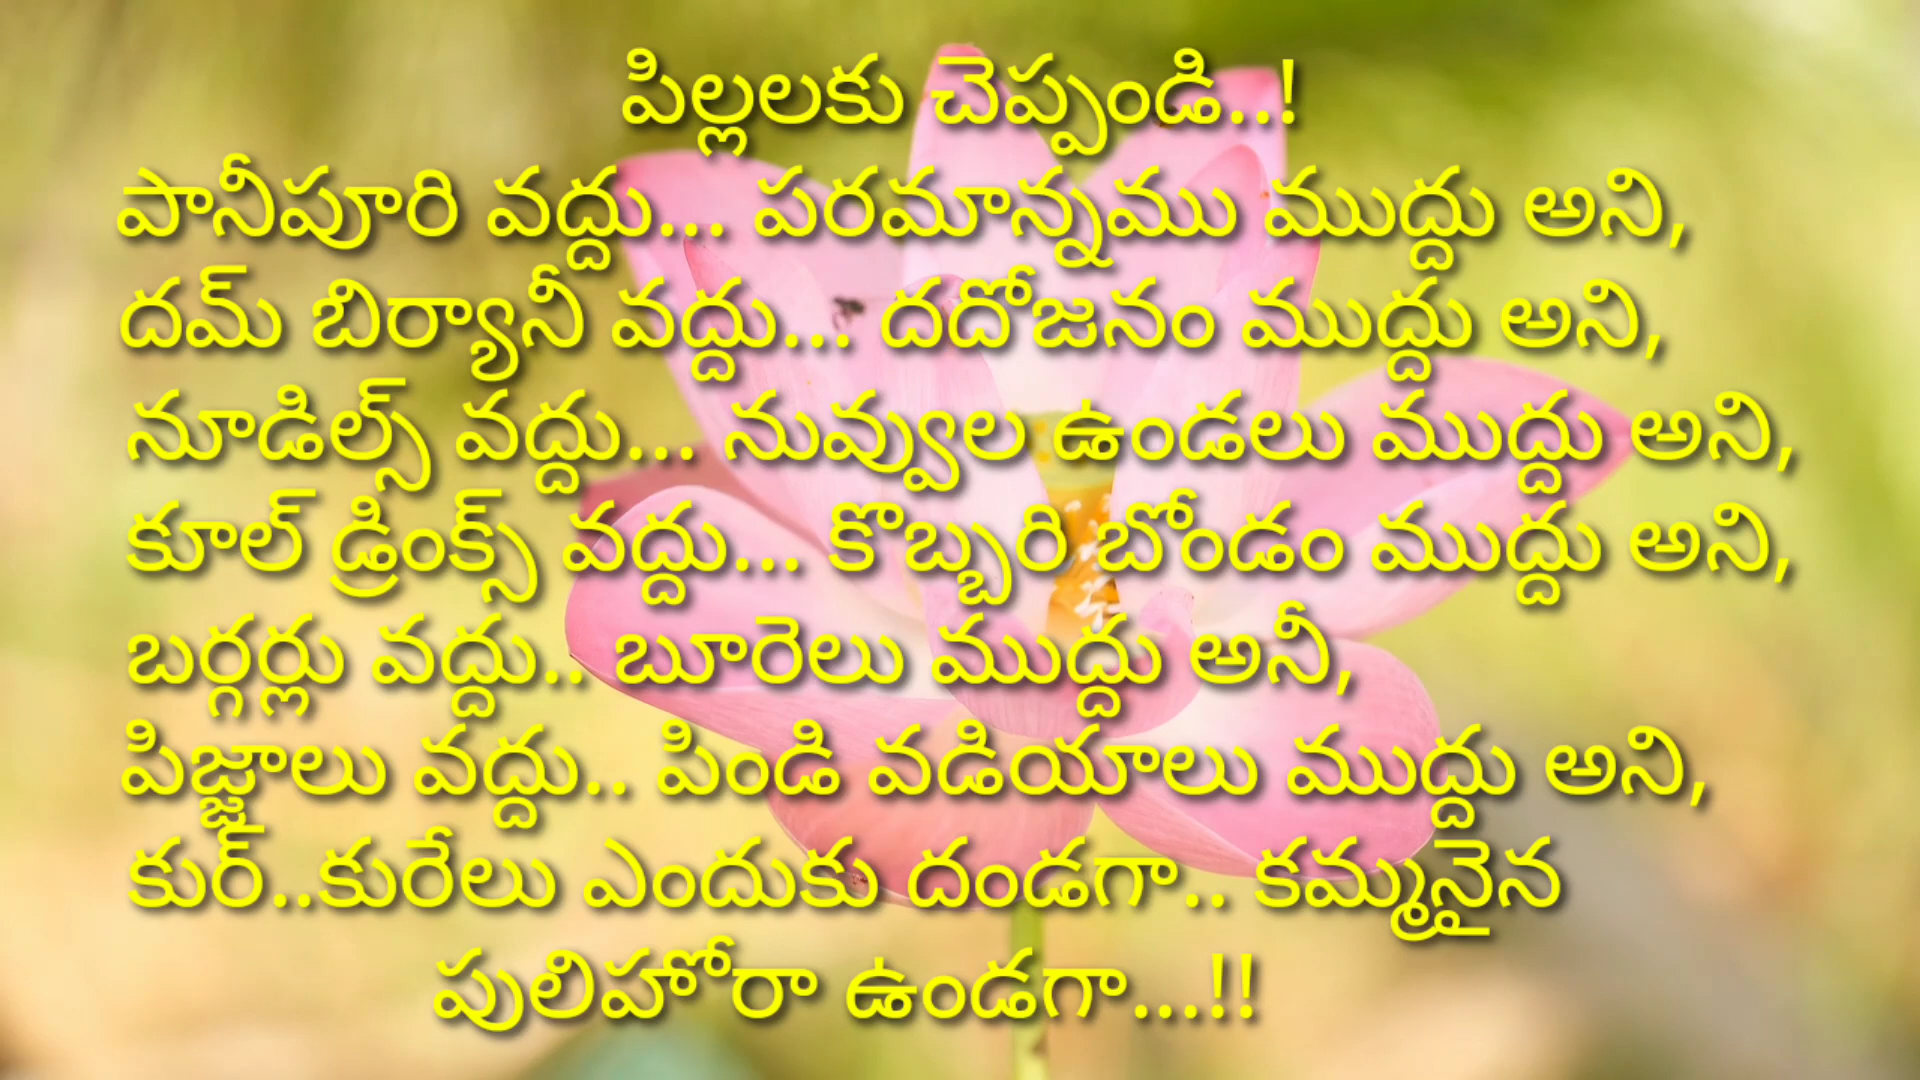 పిల్లలకు చెప్పండి..!
పానీపూరి వద్దు... పరమాన్నము ముద్దు అని,
దమ్ బిర్యానీ వద్దు... దదోజనం ముద్దు అని,
నూడిల్స్ వద్దు... నువ్వుల ఉండలు ముద్దు అని,
కూల్ డ్రింక్స్ వద్దు... కొబ్బరి బోండం ముద్దు అని,
బర్గర్లు వద్దు.. బూరెలు ముద్దు అనీ,
పిజ్జాలు వద్దు.. పిండి వడియాలు ముద్దు అని,
కుర్..కురేలు ఎందుకు దండగా.. కమ్మనైన
పులిహోరా ఉండగా...!!